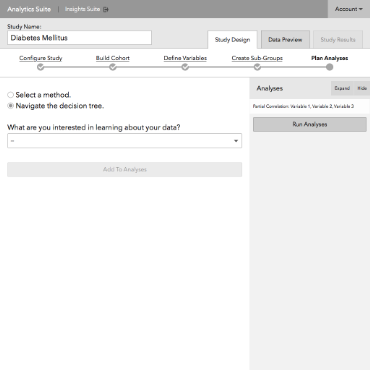 Analytics Suite | Insights Suite Account
Study Name:
Diabetes Mellitus
Study Design Data Preview Study Results
Configure Study Build Cohort Define Variables Create Sub-Groups Plan Analyses
Select a method.
Navigate the decision tree.
Analyses Expand Hide
Partial Correlation: Variable 1, Variable 2, Variable 3
Run Analyses
What are you interested in learning about your data?
--
Add To Analyses